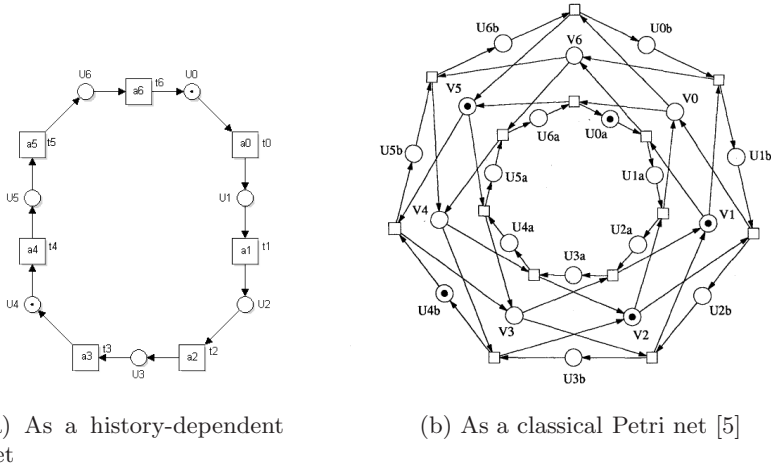 U6
t6
U0
a6
a5
t5
a0
t0
U5
U1
a4
t4
a1
t1
U4
U2
a3
t3
U3
a2
t2
) As a history-dependent
et
U6b
U0b
V6
V5
V0
U6a
U0a
U5b
U5a
U1a
U1b
V4
V1
U4a
U2a
U3a
U4b
V3
V2
U2b
U3b
(b) As a classical Petri net [5]